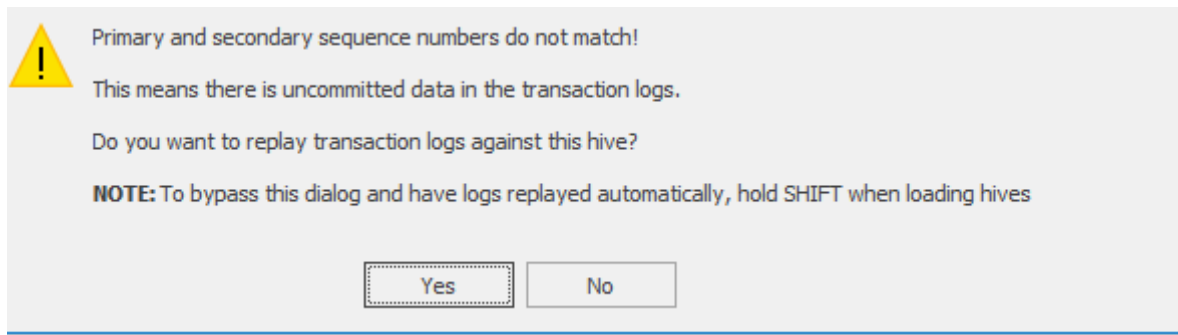 Primary and secondary sequence numbers do not match!
This means there is uncommitted data in the transaction logs.
Do you want to replay transaction logs against this hive?
NOTE: To bypass this dialog and have logs replayed automatically, hold SHIFT when loading hives
Yes
No